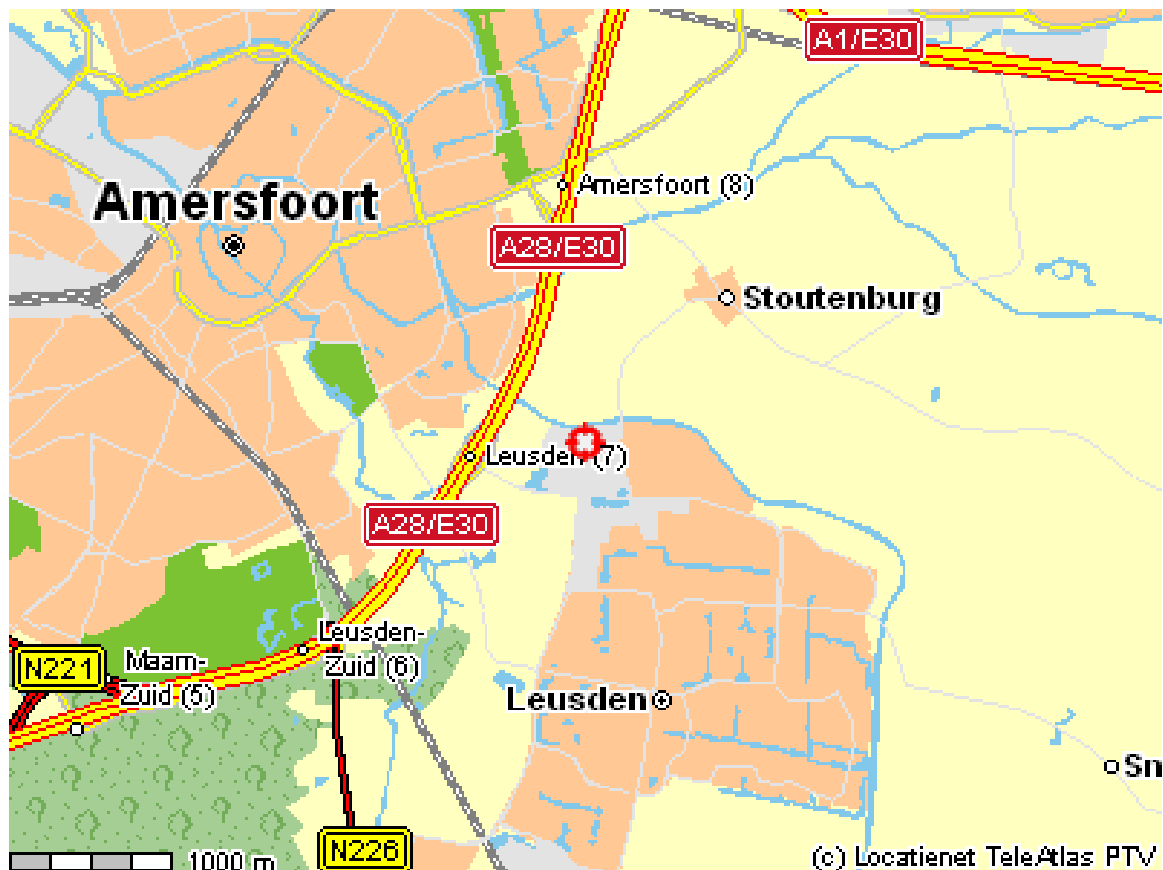 A1/E30
Amersfoort (8)
Amersfoort
A28/E30
Stoutenburg
Leusden (7)
A28/E30
Leusden-
Zuid (6)
N221
Maarn-
Zuid (5)
Leusden
Sn
N226
1000 m
(c) Locatienet TeleAtlas PTV